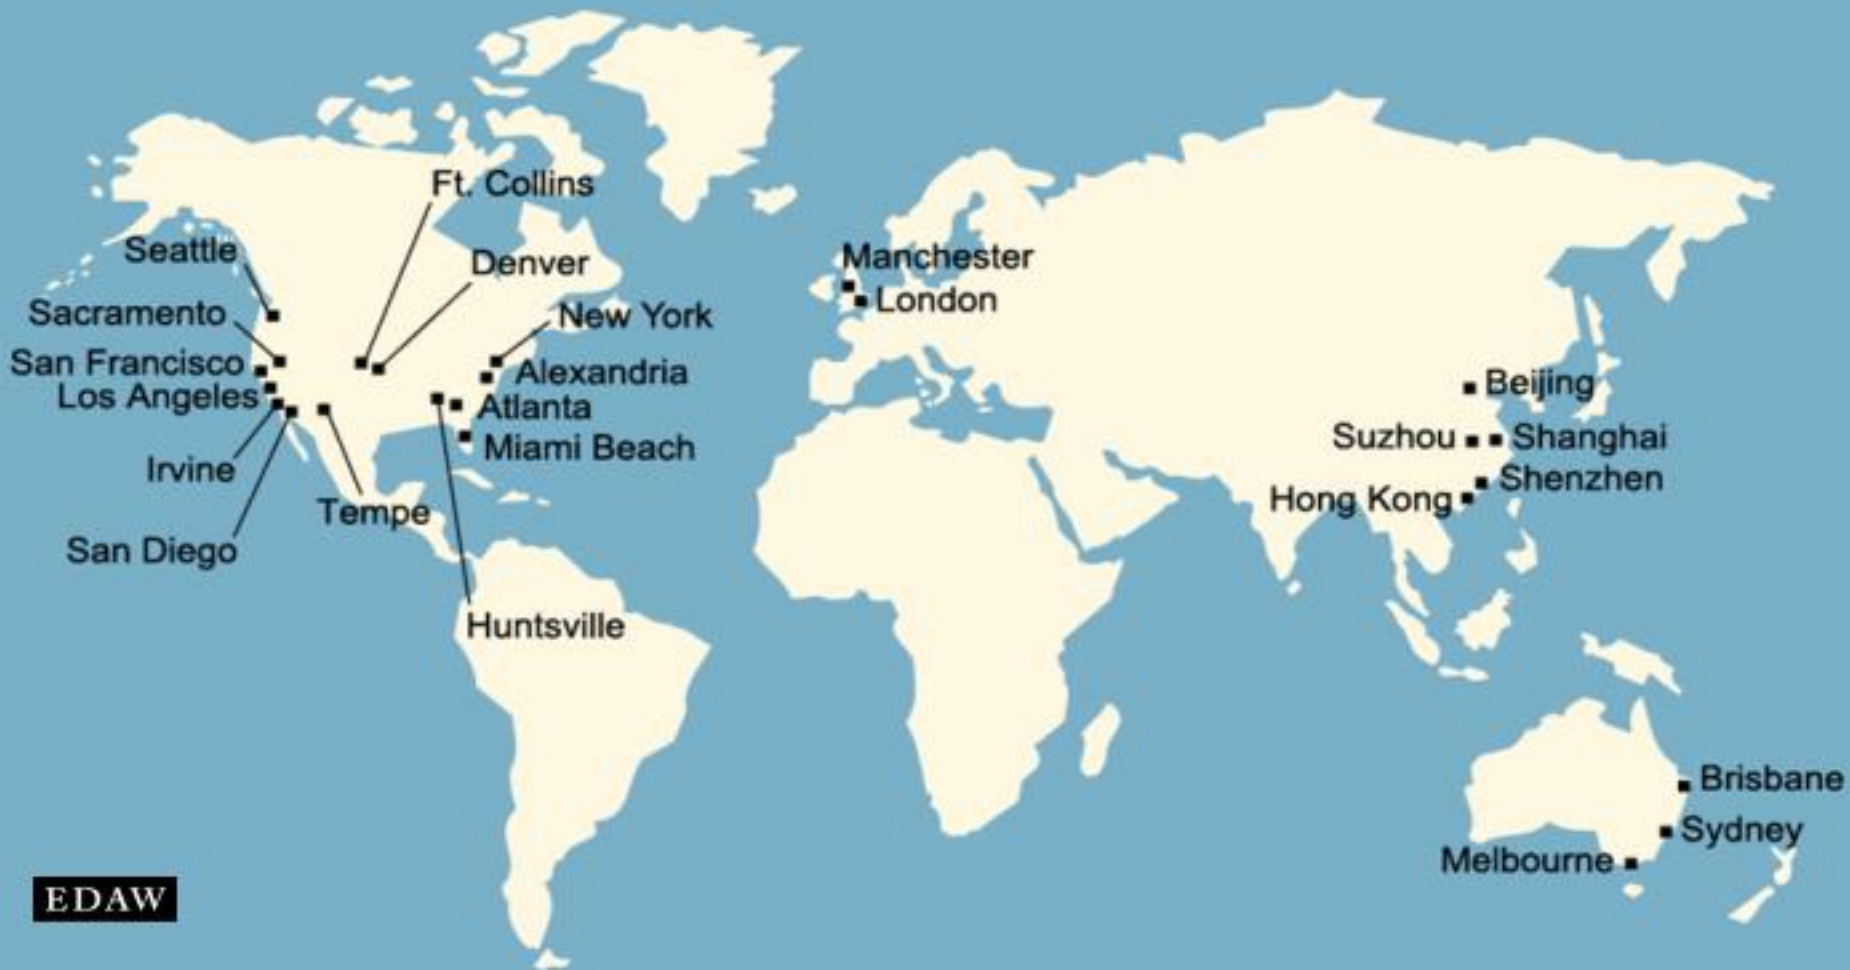 Ft. Collins
Seattle
Denver
Manchester
London
Sacramento
New York
San Francisco
Alexandria
Los Angeles
Atlanta
Miami Beach
Irvine
Tempe
San Diego
Huntsville
Beijing
Suzhou
Shanghai
Shenzhen
Hong Kong
Brisbane
Sydney
Melbourne
EDAW